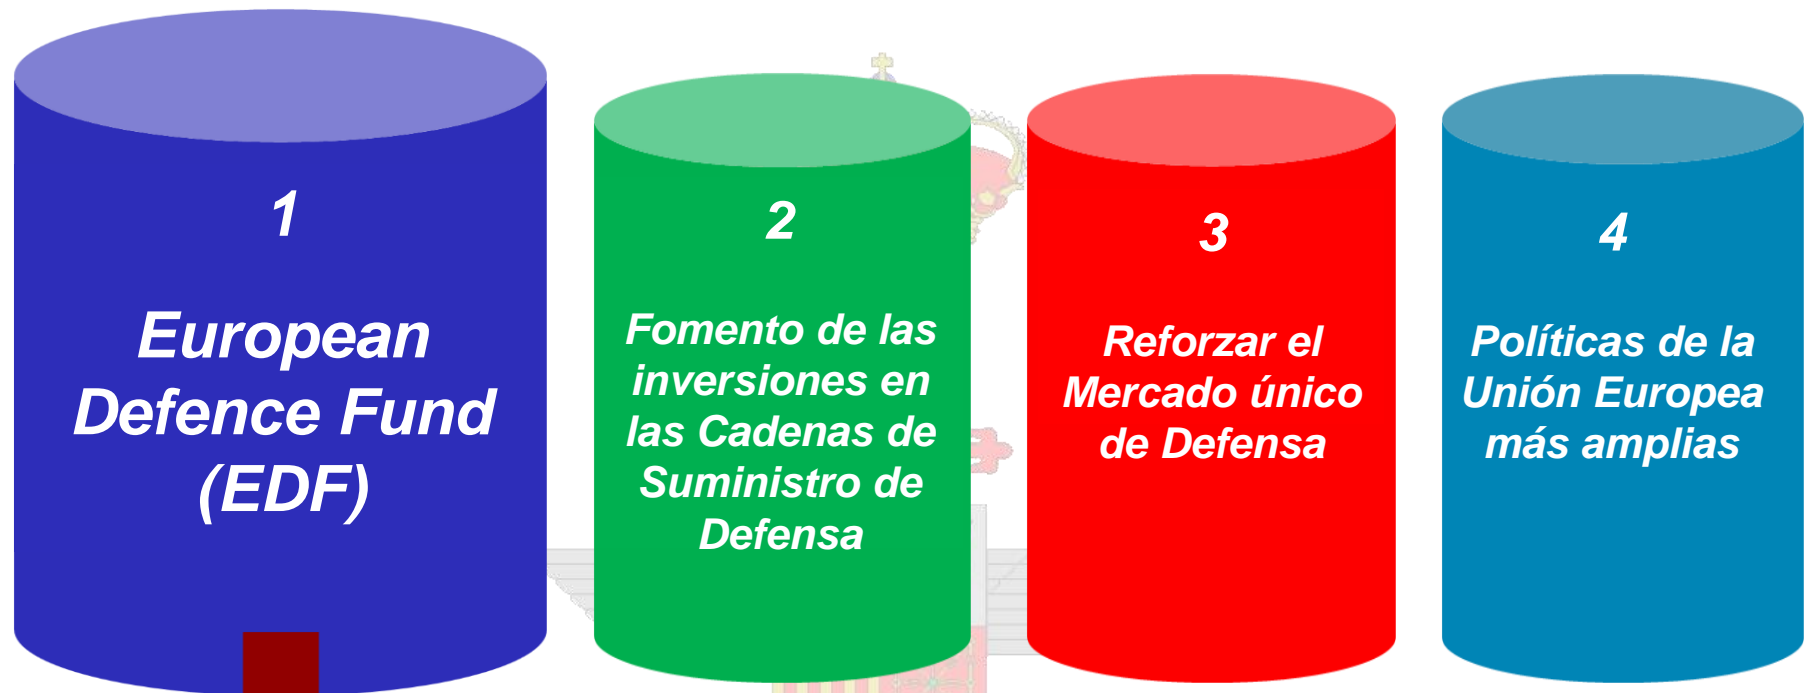 1
European
Defence Fund
(EDF)
2
Fomento de las
inversiones en
las Cadenas de
Suministro de
Defensa
3
Reforzar el
Mercado único
de Defensa
4
Políticas de la
Unión Europea
más amplias